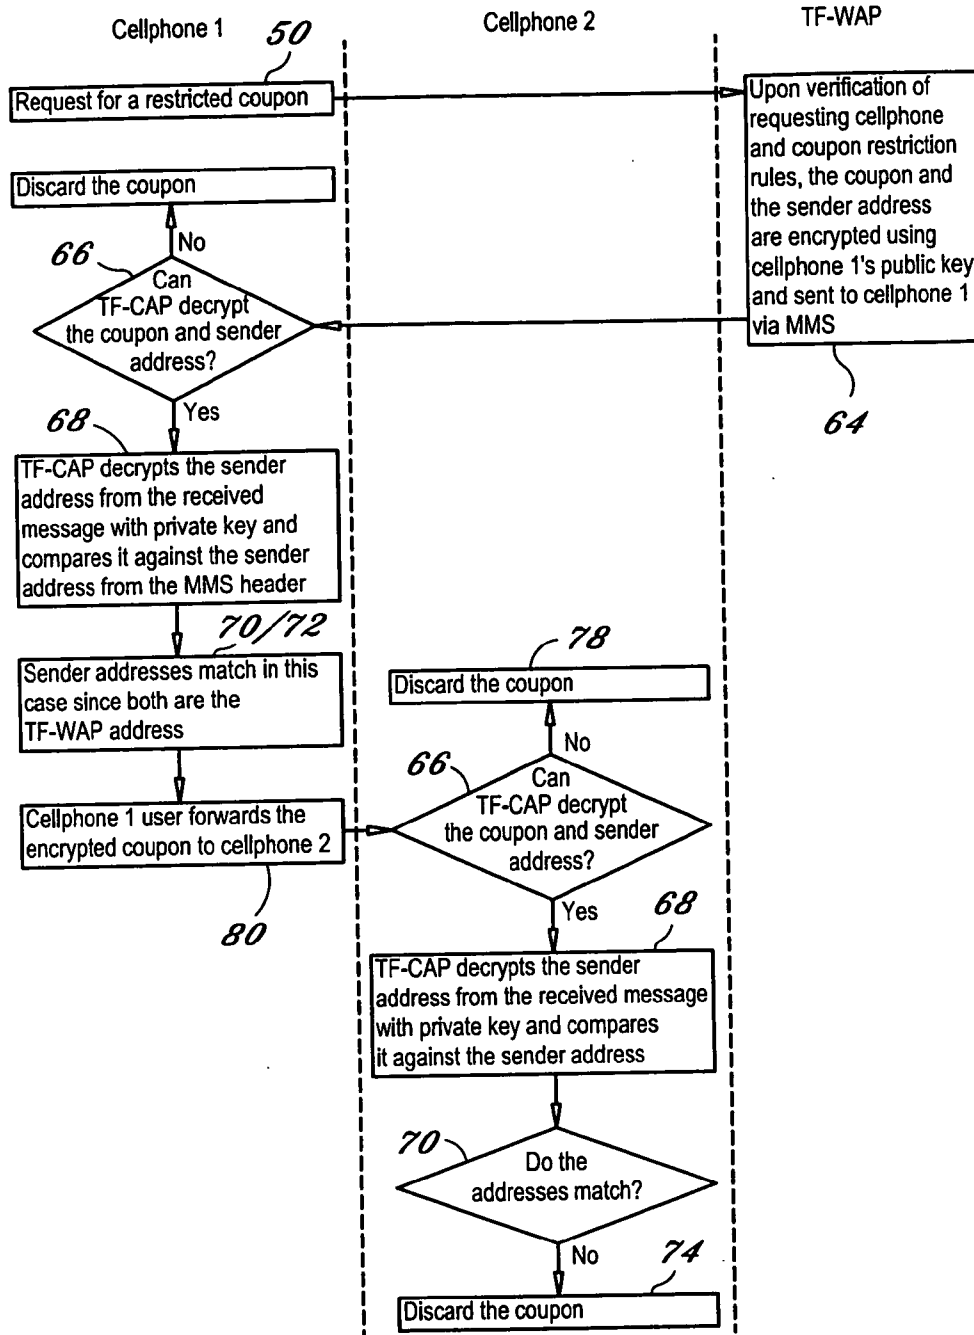 Cellphone 1
Cellphone 2
TF-WAP
50
Request for a restricted coupon
Upon verification of
requesting cellphone
and coupon restriction
rules, the coupon and
the sender address
are encrypted using
cellphone 1's public key
and sent to cellphone 1
via MMS
64
Discard the coupon
No
66
Can
TF-CAP decrypt
the coupon and sender
address?
Yes
68
TF-CAP decrypts the sender
address from the received
message with private key and
compares it against the sender
address from the MMS header
70/72
Sender addresses match in this
case since both are the
TF-WAP address
Cellphone 1 user forwards the
encrypted coupon to cellphone 2
80
78
Discard the coupon
No
66
Can
TF-CAP decrypt
the coupon and sender
address?
Yes
68
TF-CAP decrypts the sender
address from the received message
with private key and compares
it against the sender address
70
Do the
addresses match?
No
74
Discard the coupon